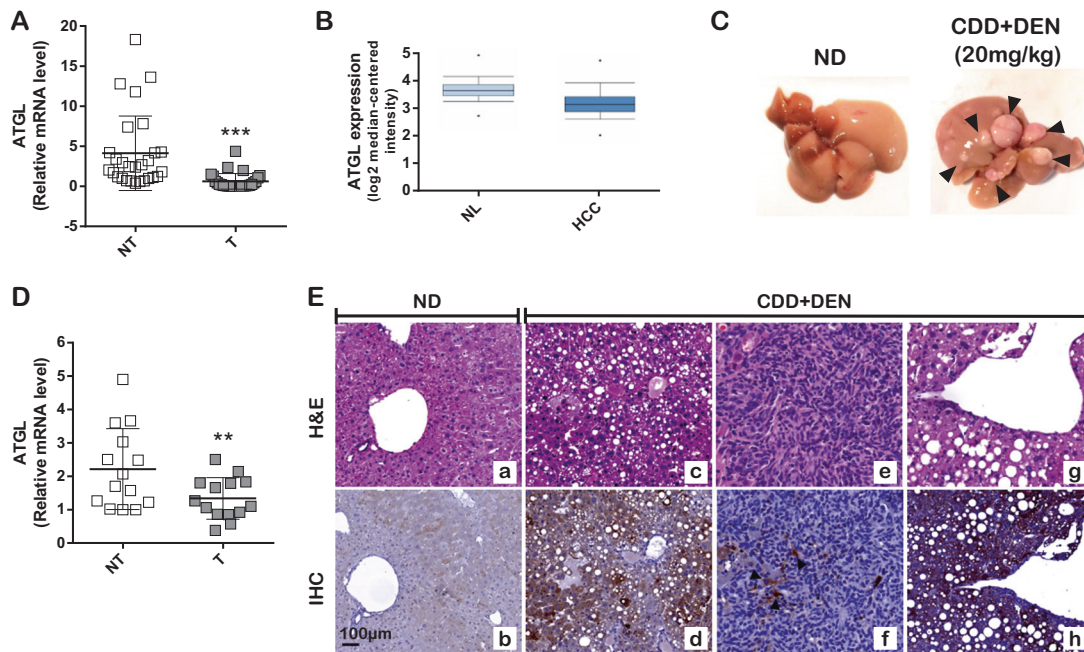 A
ATGL
(Relative mRNA level)
20
15
10
5
0
-5
***
NT
T
B
ATGL expression
(log2 median-centered
intensity)
5
4
3
2
1
0
NL
HCC
C
ND
CDD+DEN
(20mg/kg)
D
ATGL
(Relative mRNA level)
6
5
4
3
2
1
0
**
NT
T
E
ND
CDD+DEN
H&E
a
c
e
g
IHC
100µm
b
d
f
h